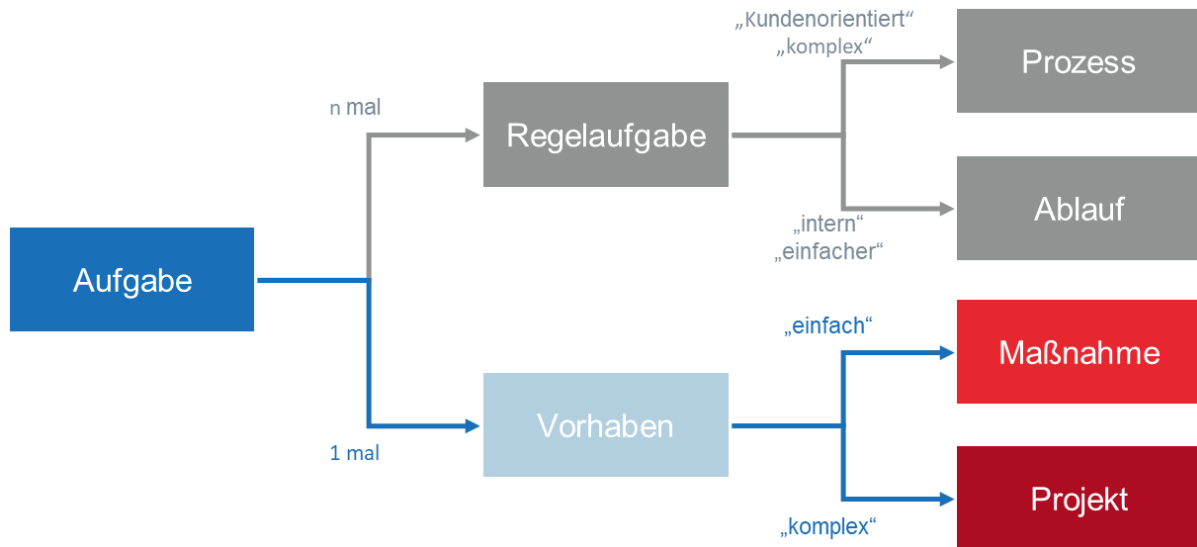 „Kundenorientiert“
„komplex“
Prozess
n mal
Regelaufgabe
Ablauf
„intern“
„einfacher“
Aufgabe
„einfach“
Maßnahme
Vorhaben
1 mal
Projekt
„komplex“